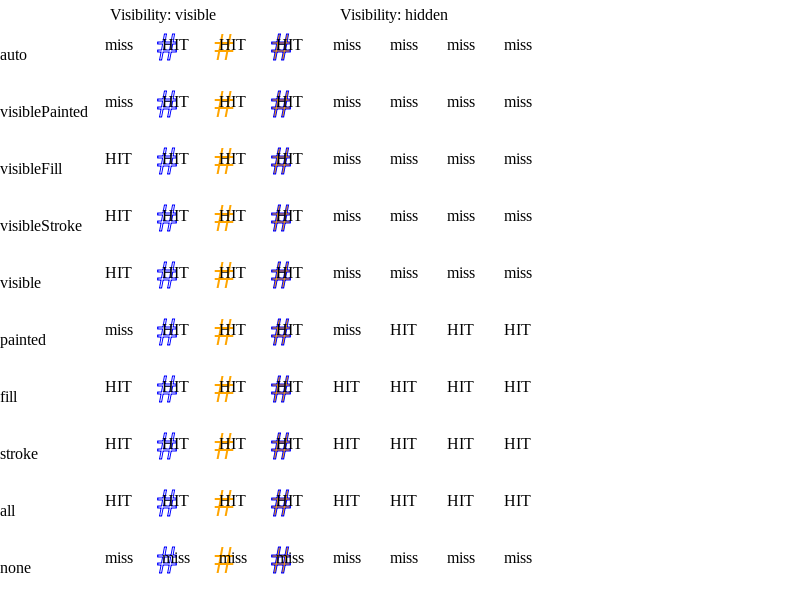 Visibility: visible Visibility: hidden
auto miss # HIT # HIT # HIT miss miss miss miss
visiblePainted miss # HIT # HIT # HIT miss miss miss miss
visibleFill HIT # HIT # HIT # HIT miss miss miss miss
visibleStroke HIT # HIT # HIT # HIT miss miss miss miss
visible HIT # HIT # HIT # HIT miss miss miss miss
painted miss # HIT # HIT # HIT miss HIT HIT HIT
fill HIT # HIT # HIT # HIT HIT HIT HIT HIT
stroke HIT # HIT # HIT # HIT HIT HIT HIT HIT
all HIT # HIT # HIT # HIT HIT HIT HIT HIT
none miss # miss # miss # miss miss miss miss miss